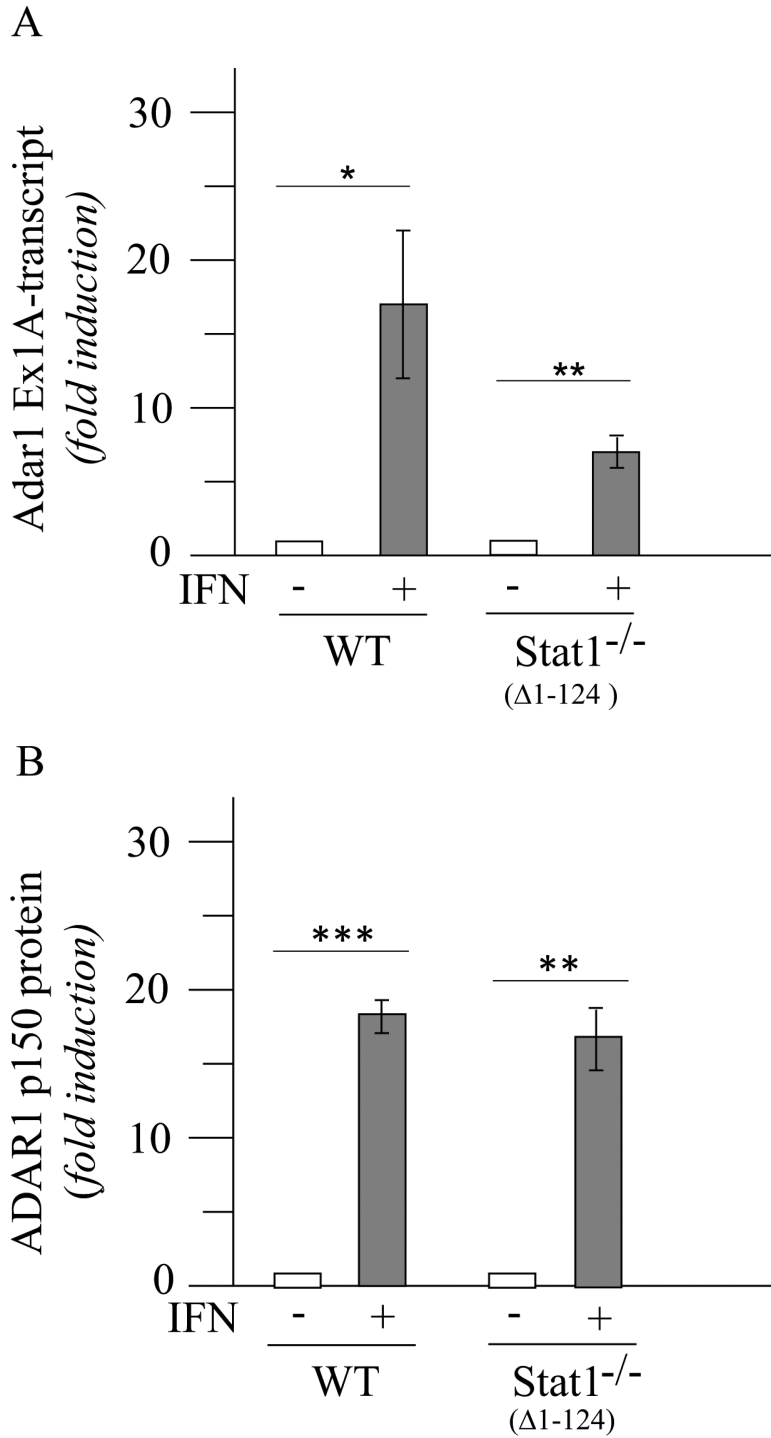 A
Adar1 Ex1A-transcript
(fold induction)
30
20
10
0
*
**
IFN - + - +
WT Stat1-/-
(Δ1-124 )
B
ADAR1 p150 protein
(fold induction)
30
20
10
0
***
**
IFN - + - +
WT Stat1-/-
(Δ1-124)